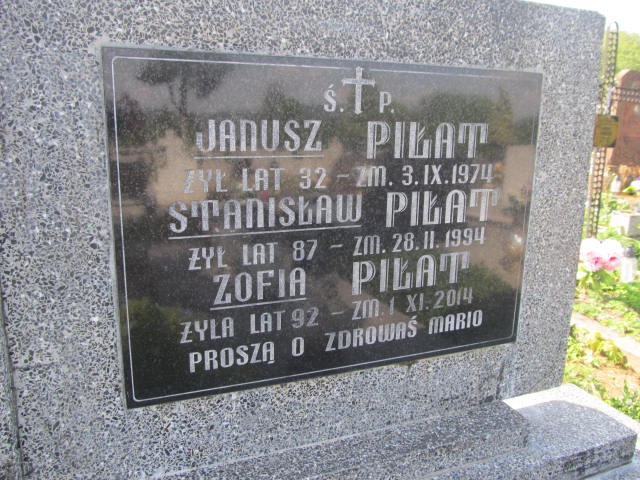 Ś. P.
JANUSZ PIŁAT
ŻYŁ LAT 32 – ZM. 3.IX.1974
STANISŁAW PIŁAT
ŻYŁ LAT 87 – ZM. 28.II.1994
ZOFIA PIŁAT
ŻYŁA LAT 92 – ZM. 1 XI.2014
PROSZĄ O ZDROWAŚ MARIO